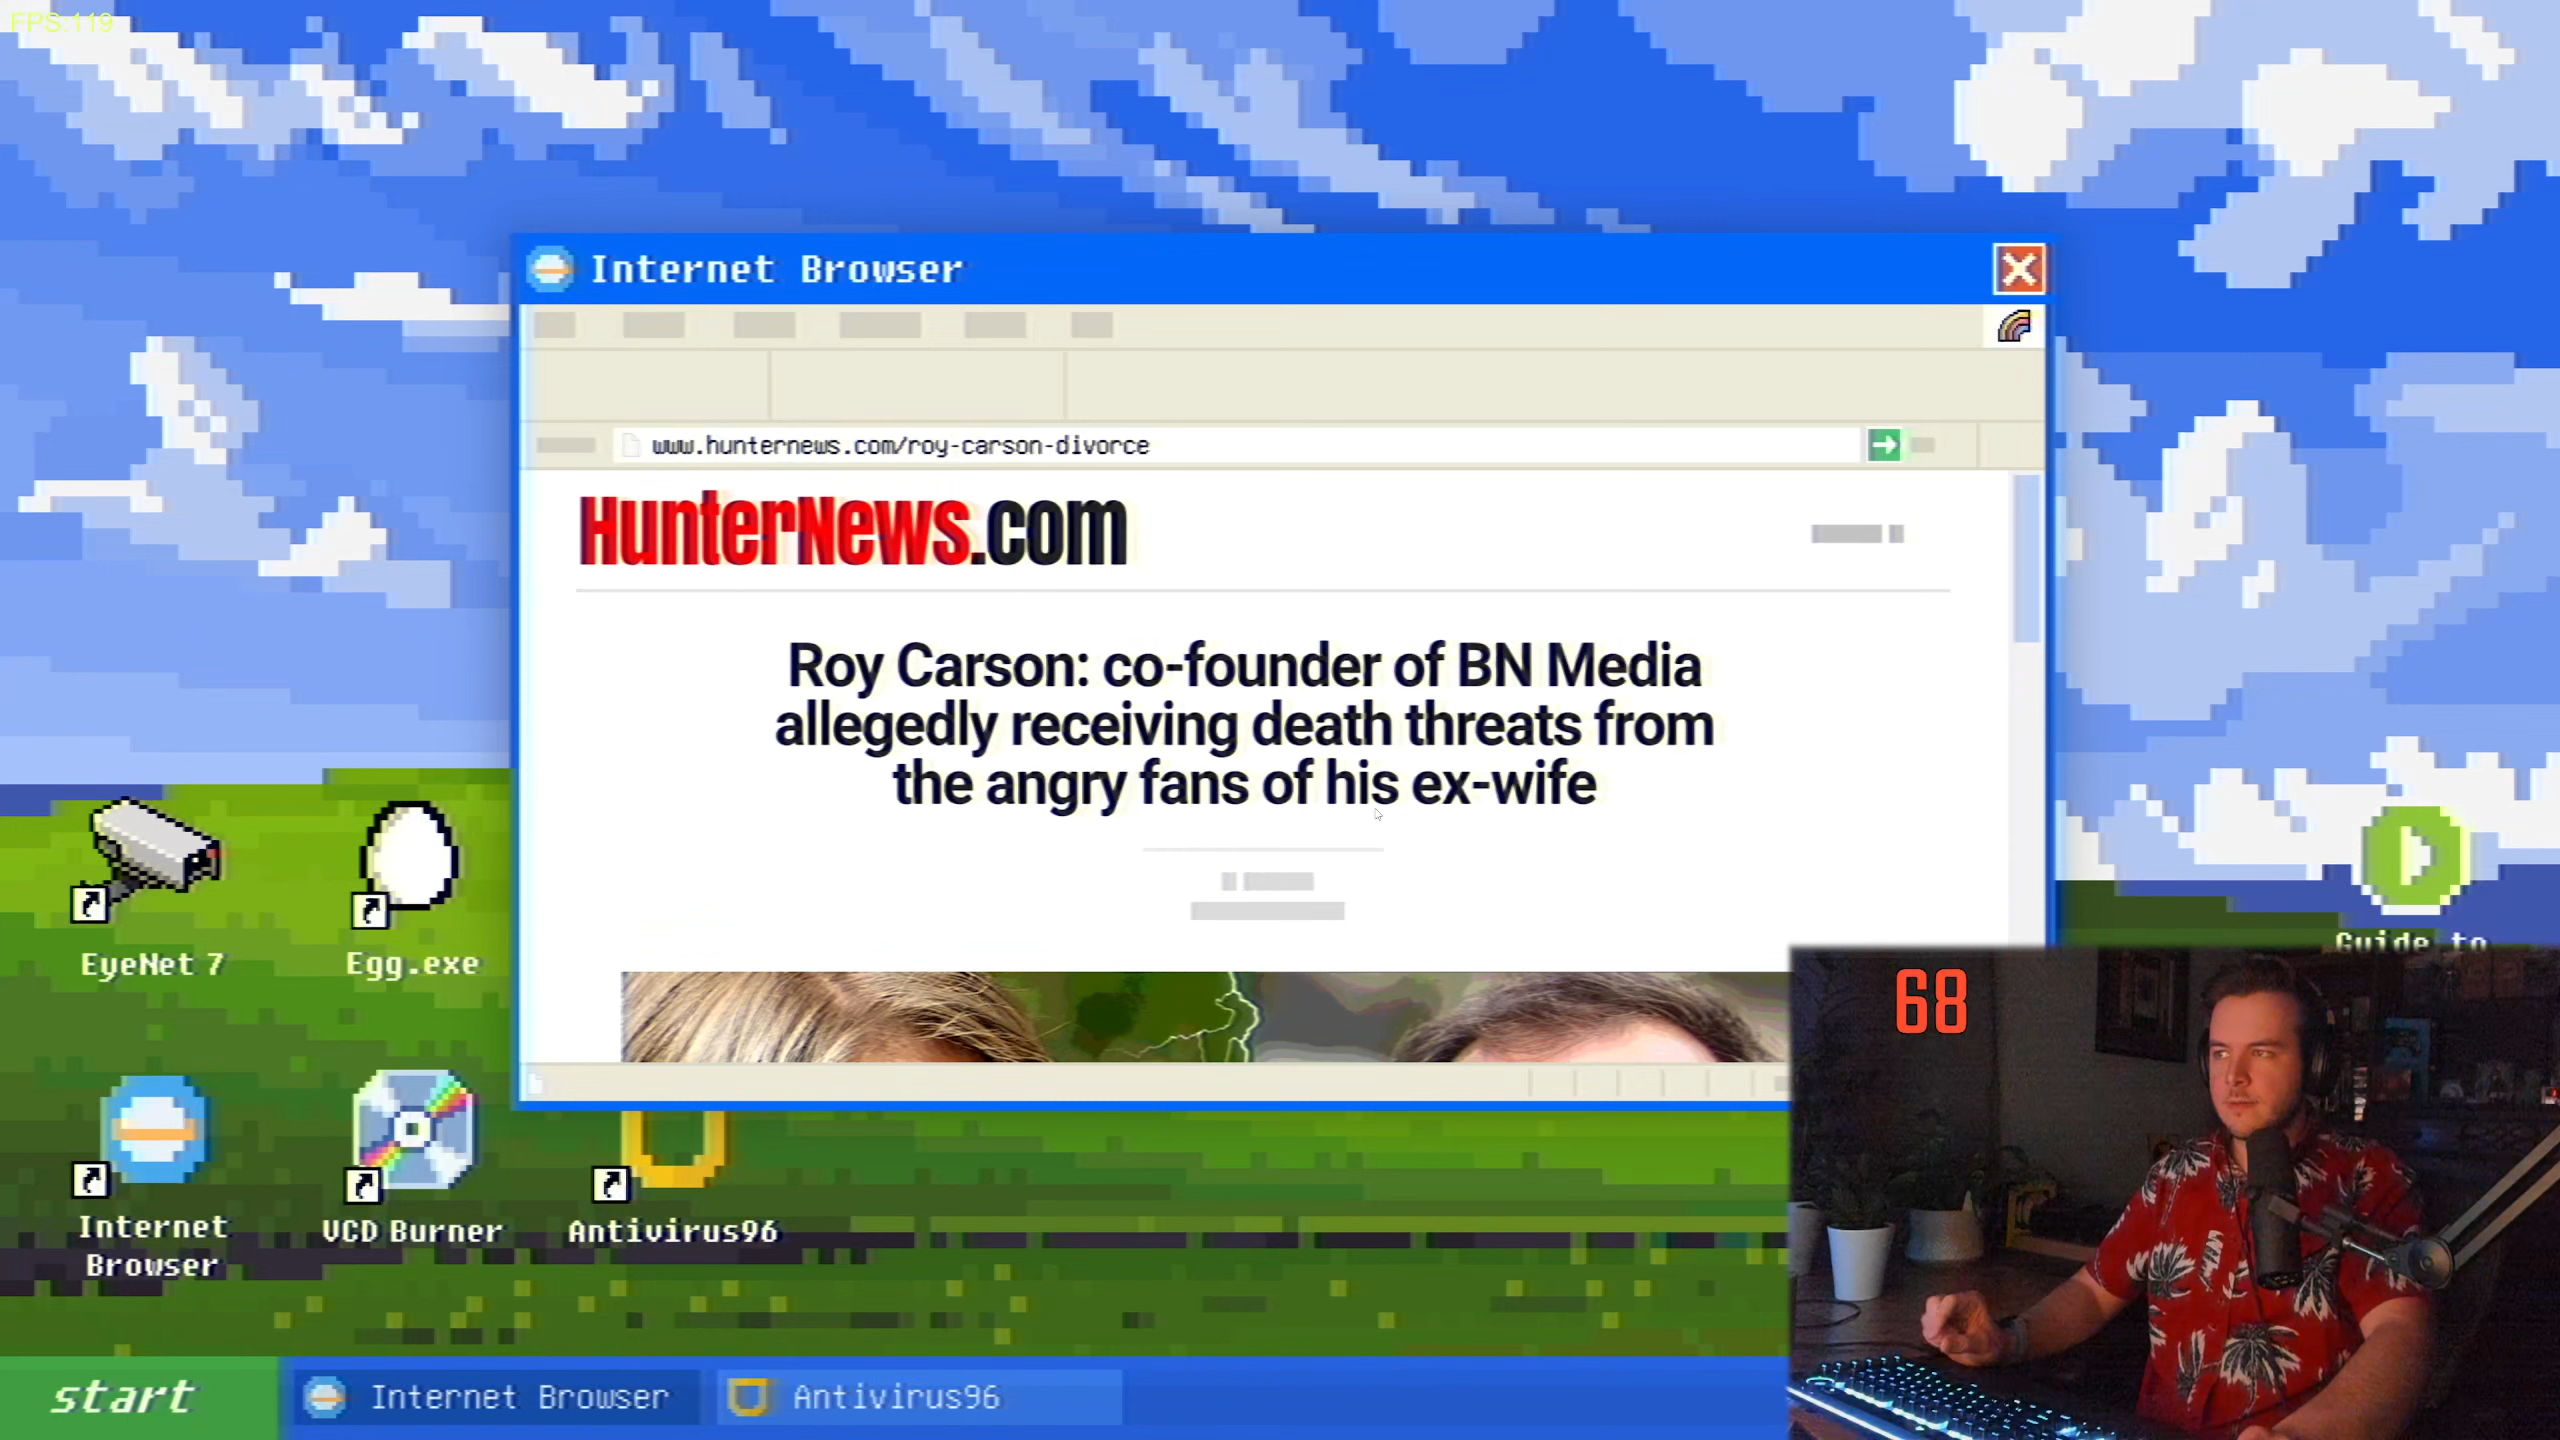 FPS:119
Internet Browser
www.hunternews.com/roy-carson-divorce
HunterNews.com
Roy Carson: co-founder of BN Media
allegedly receiving death threats from
the angry fans of his ex-wife
EyeNet 7
Egg.exe
Guide to
68
Internet
Browser
VCD Burner
Antivirus96
start
Internet Browser
Antivirus96